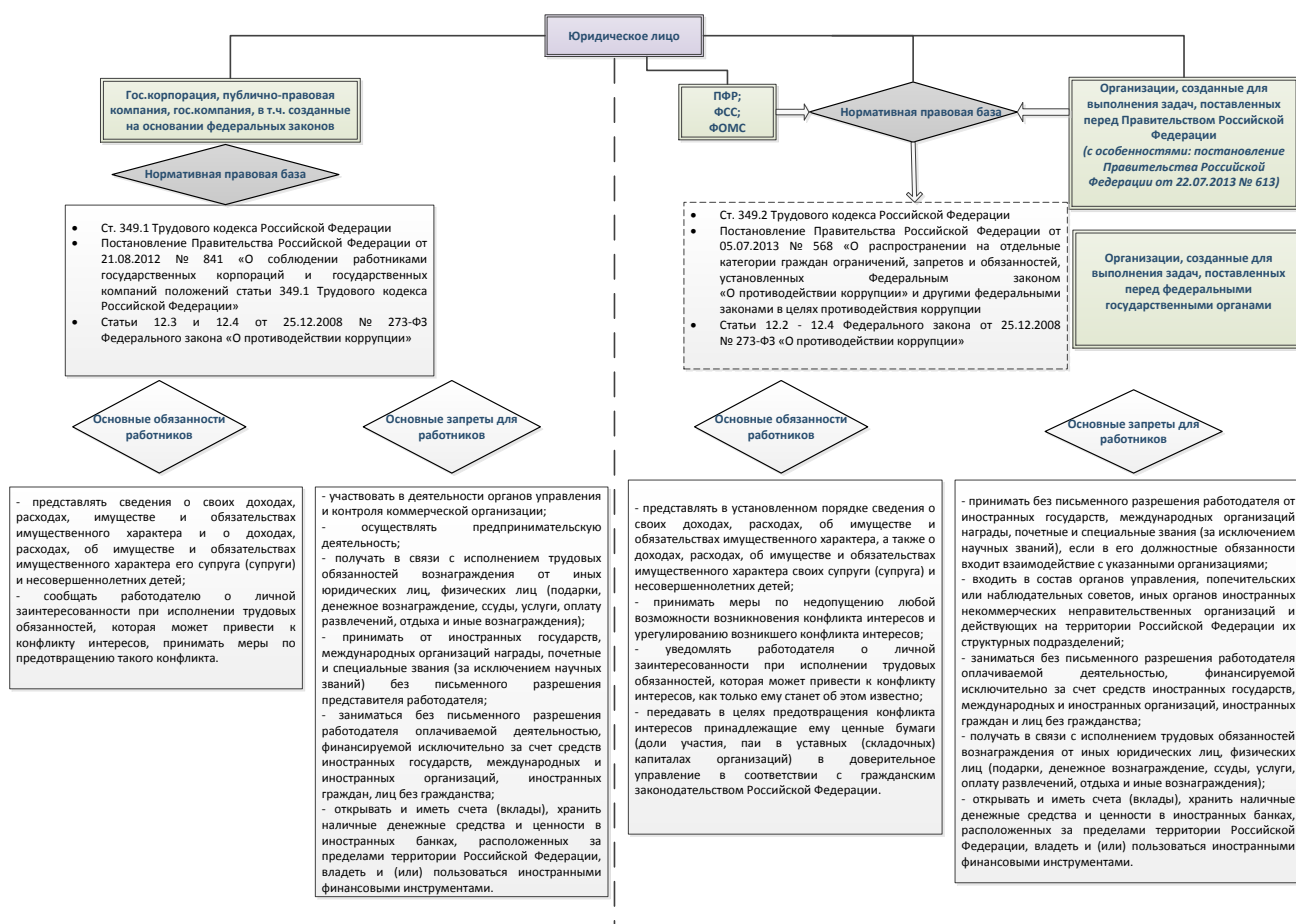 Юридическое лицо
Гос.корпорация, публично-правовая
компания, гос.компания, в т.ч. созданные
на основании федеральных законов
Нормативная правовая база
• Ст. 349.1 Трудового кодекса Российской Федерации
• Постановление Правительства Российской Федерации от
21.08.2012 № 841 «О соблюдении работниками
государственных корпораций и государственных
компаний положений статьи 349.1 Трудового кодекса
Российской Федерации»
• Статьи 12.3 и 12.4 от 25.12.2008 № 273-ФЗ
Федерального закона «О противодействии коррупции»
Основные обязанности
работников
Основные запреты для
работников
- представлять сведения о своих доходах,
расходах, имуществе и обязательствах
имущественного характера и о доходах,
расходах, об имуществе и обязательствах
имущественного характера его супруга (супруги)
и несовершеннолетних детей;
- сообщать работодателю о личной
заинтересованности при исполнении трудовых
обязанностей, которая может привести к
конфликту интересов, принимать меры по
предотвращению такого конфликта.
- участвовать в деятельности органов управления
и контроля коммерческой организации;
- осуществлять предпринимательскую
деятельность;
- получать в связи с исполнением трудовых
обязанностей вознаграждения от иных
юридических лиц, физических лиц (подарки,
денежное вознаграждение, ссуды, услуги, оплату
развлечений, отдыха и иные вознаграждения);
- принимать от иностранных государств,
международных организаций награды, почетные
и специальные звания (за исключением научных
званий) без письменного разрешения
представителя работодателя;
- заниматься без письменного разрешения
работодателя оплачиваемой деятельностью,
финансируемой исключительно за счет средств
иностранных государств, международных и
иностранных организаций, иностранных
граждан, лиц без гражданства;
- открывать и иметь счета (вклады), хранить
наличные денежные средства и ценности в
иностранных банках, расположенных за
пределами территории Российской Федерации,
владеть и (или) пользоваться иностранными
финансовыми инструментами.
ПФР;
ФСС;
ФОМС
Нормативная правовая база
Организации, созданные для
выполнения задач, поставленных
перед Правительством Российской
Федерации
(с особенностями: постановление
Правительства Российской
Федерации от 22.07.2013 № 613)
• Ст. 349.2 Трудового кодекса Российской Федерации
• Постановление Правительства Российской Федерации от
05.07.2013 № 568 «О распространении на отдельные
категории граждан ограничений, запретов и обязанностей,
установленных Федеральным законом
«О противодействии коррупции» и другими федеральными
законами в целях противодействия коррупции
• Статьи 12.2 - 12.4 Федерального закона от 25.12.2008
№ 273-ФЗ «О противодействии коррупции»
Организации, созданные для
выполнения задач, поставленных
перед федеральными
государственными органами
Основные обязанности
работников
Основные запреты для
работников
- представлять в установленном порядке сведения о
своих доходах, расходах, об имуществе и
обязательствах имущественного характера, а также о
доходах, расходах, об имуществе и обязательствах
имущественного характера своих супруги (супруга) и
несовершеннолетних детей;
- принимать меры по недопущению любой
возможности возникновения конфликта интересов и
урегулированию возникшего конфликта интересов;
- уведомлять работодателя о личной
заинтересованности при исполнении трудовых
обязанностей, которая может привести к конфликту
интересов, как только ему станет об этом известно;
- передавать в целях предотвращения конфликта
интересов принадлежащие ему ценные бумаги
(доли участия, паи в уставных (складочных)
капиталах организаций) в доверительное
управление в соответствии с гражданским
законодательством Российской Федерации.
- принимать без письменного разрешения работодателя от
иностранных государств, международных организаций
награды, почетные и специальные звания (за исключением
научных званий), если в его должностные обязанности
входит взаимодействие с указанными организациями;
- входить в состав органов управления, попечительских
или наблюдательных советов, иных органов иностранных
некоммерческих неправительственных организаций и
действующих на территории Российской Федерации их
структурных подразделений;
- заниматься без письменного разрешения работодателя
оплачиваемой деятельностью, финансируемой
исключительно за счет средств иностранных государств,
международных и иностранных организаций, иностранных
граждан и лиц без гражданства;
- получать в связи с исполнением трудовых обязанностей
вознаграждения от иных юридических лиц, физических
лиц (подарки, денежное вознаграждение, ссуды, услуги,
оплату развлечений, отдыха и иные вознаграждения);
- открывать и иметь счета (вклады), хранить наличные
денежные средства и ценности в иностранных банках,
расположенных за пределами территории Российской
Федерации, владеть и (или) пользоваться иностранными
финансовыми инструментами.